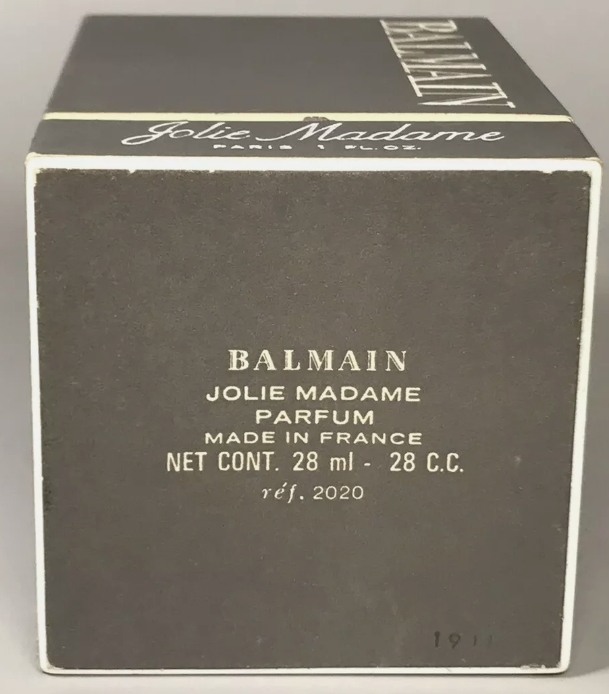 BALMAIN
Jolie Madame
PARIS 1 FL.OZ.
BALMAIN
JOLIE MADAME
PARFUM
MADE IN FRANCE
NET CONT. 28 ml - 28 C.C.
réf. 2020